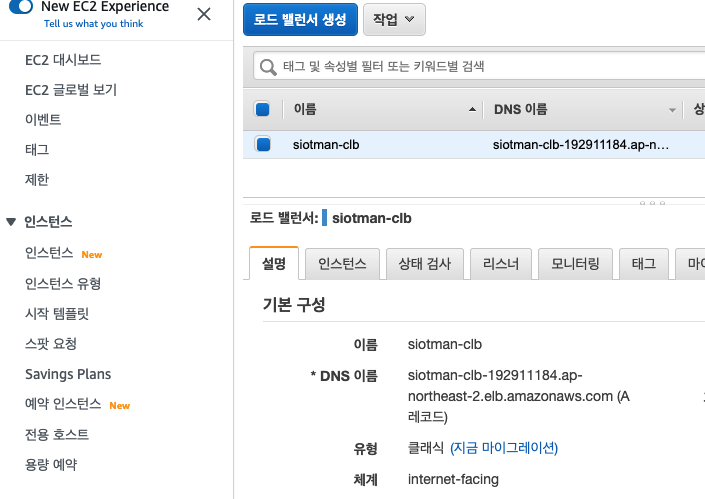 New EC2 Experience
Tell us what you think
EC2 대시보드
EC2 글로벌 보기
이벤트
태그
제한
인스턴스
인스턴스 New
인스턴스 유형
시작 템플릿
스팟 요청
Savings Plans
예약 인스턴스 New
전용 호스트
용량 예약
로드 밸런서 생성 작업
태그 및 속성별 필터 또는 키워드별 검색
이름 DNS 이름
siotman-clb siotman-clb-192911184.ap-n...
로드 밸런서: siotman-clb
설명 인스턴스 상태 검사 리스너 모니터링 태그
기본 구성
이름 siotman-clb
* DNS 이름 siotman-clb-192911184.ap-
northeast-2.elb.amazonaws.com (A
레코드)
유형 클래식 (지금 마이그레이션)
체계 internet-facing